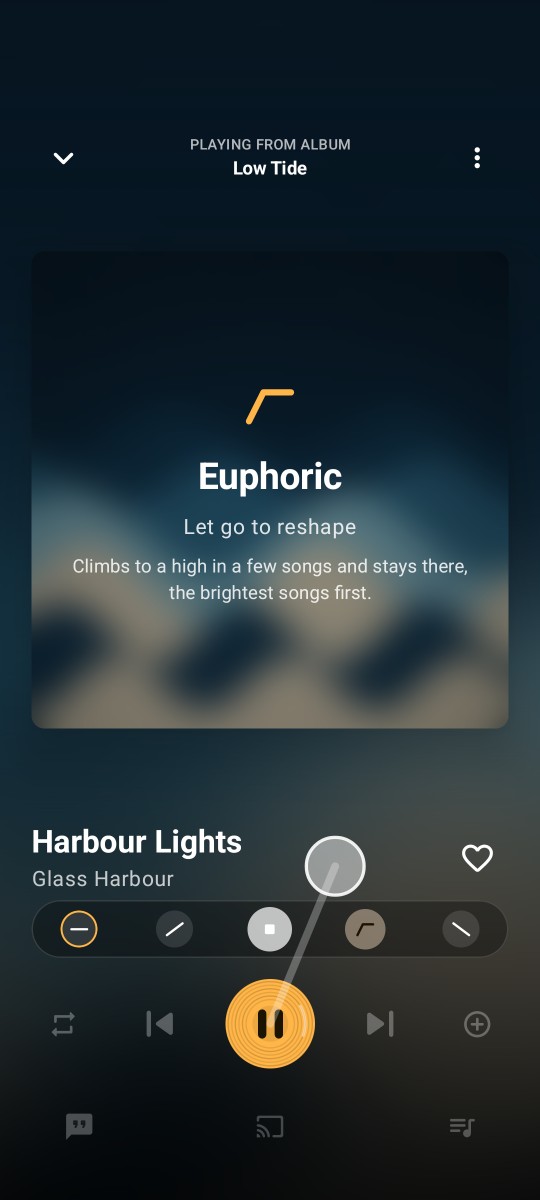 PLAYING FROM ALBUM
Low Tide
Euphoric
Let go to reshape
Climbs to a high in a few songs and stays there,
the brightest songs first.
Harbour Lights
Glass Harbour